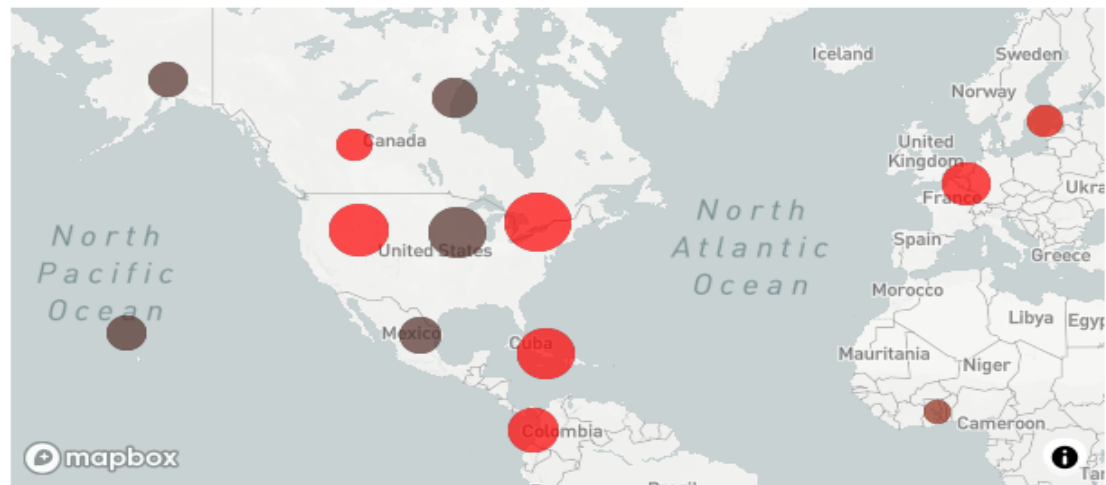 Iceland
Sweden
Norway
Canada
United
Kingdom
Ukra
France
North
Pacific
Ocean
North
Atlantic
Ocean
United States
Spain
Greece
Morocco
Libya
Egyp
Mexico
Cuba
Mauritania
Niger
Colombia
Cameroon
mapbox
i
Tar